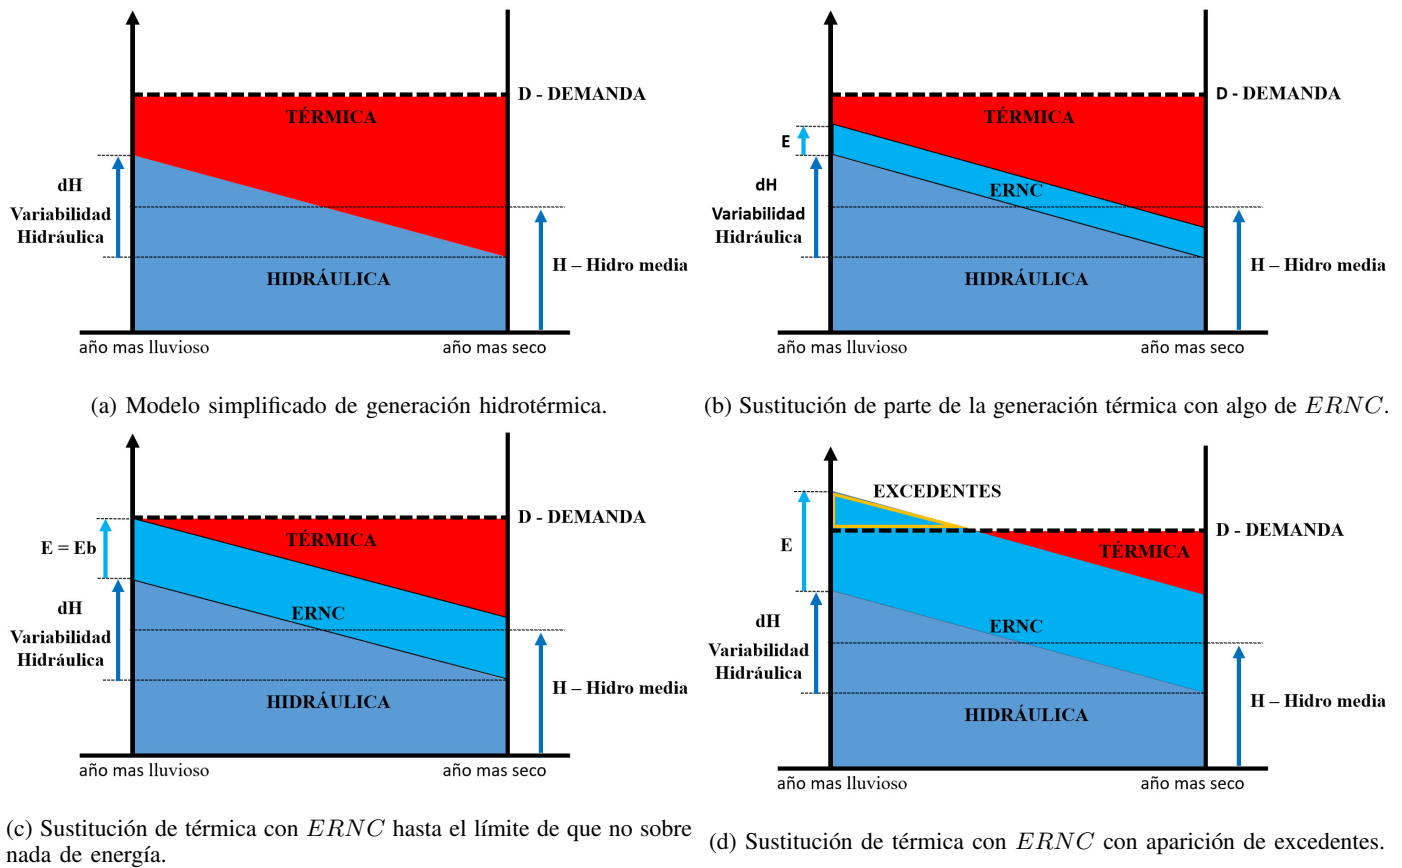 D - DEMANDA
TÉRMICA
dH
Variabilidad
Hidráulica
H – Hidro media
HIDRÁULICA
año mas lluvioso
año mas seco
(a) Modelo simplificado de generación hidrotérmica.
D - DEMANDA
TÉRMICA
E
ERNC
dH
Variabilidad
Hidráulica
H – Hidro media
HIDRÁULICA
año mas lluvioso
año mas seco
(b) Sustitución de parte de la generación térmica con algo de ERNC.
D - DEMANDA
TÉRMICA
E = Eb
ERNC
dH
Variabilidad
Hidráulica
H – Hidro media
HIDRÁULICA
año mas lluvioso
año mas seco
(c) Sustitución de térmica con ERNC hasta el límite de que no sobre
nada de energía.
EXCEDENTES
D - DEMANDA
E
TÉRMICA
ERNC
dH
Variabilidad
Hidráulica
H – Hidro media
HIDRÁULICA
año mas lluvioso
año mas seco
(d) Sustitución de térmica con ERNC con aparición de excedentes.